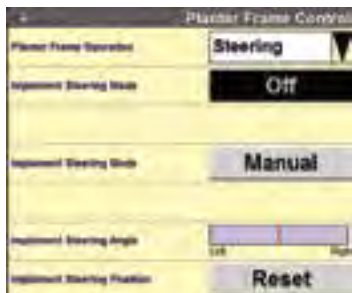 Planter Frame Control
Planter Frame Operation
Steering
Implement Steering Mode
Off
Implement Steering Mode
Manual
Implement Steering Angle
Left Right
Implement Steering Position
Reset